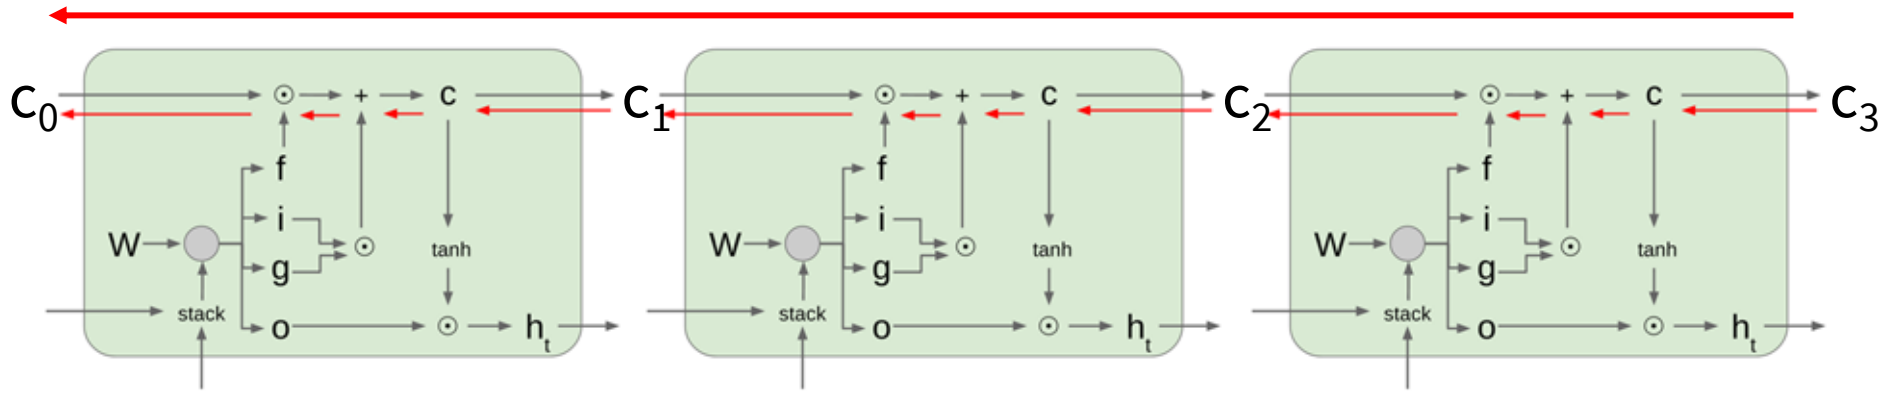 C0 ⊙ + c C1 ⊙ + c C2 ⊙ + c C3
f f f
i i i
W ⊙ tanh W ⊙ tanh W ⊙ tanh
g g g
stack stack stack
o ⊙ ht o ⊙ ht o ⊙ ht